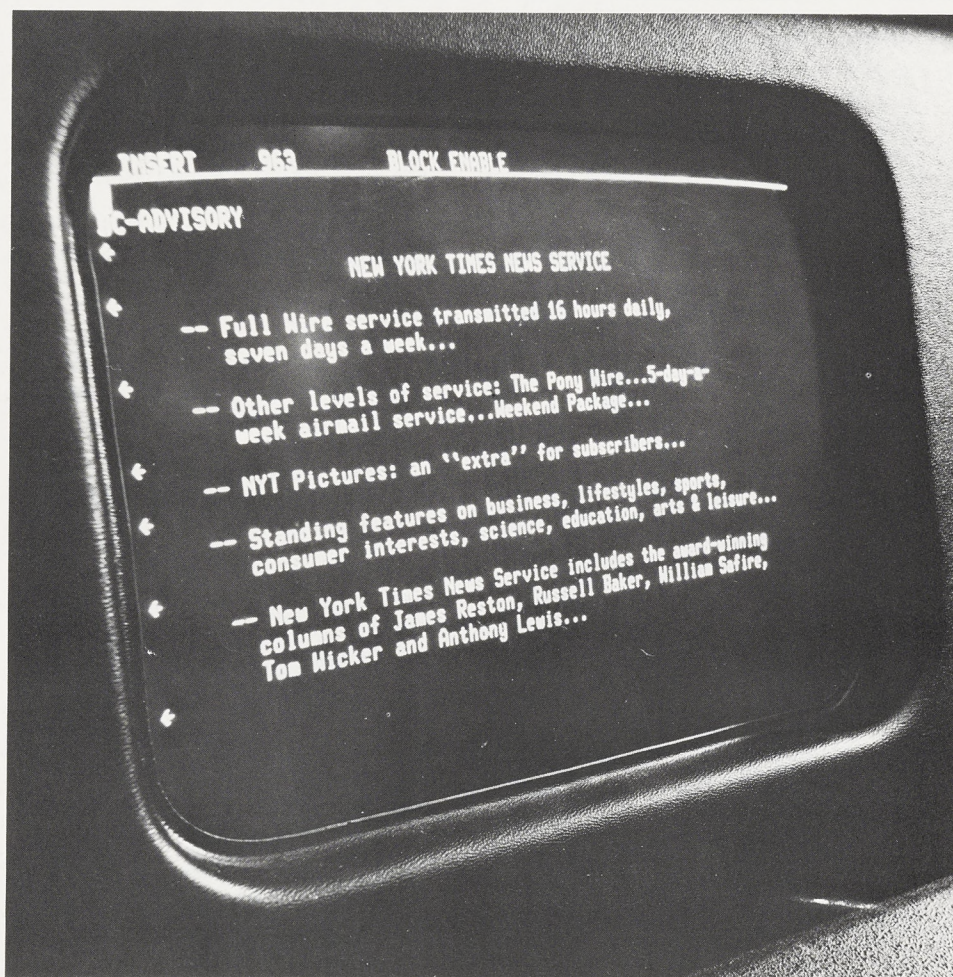 INSERT 963 BLOCK ENABLE
C-ADVISORY
NEW YORK TIMES NEWS SERVICE
-- Full Wire service transmitted 16 hours daily,
seven days a week...
-- Other levels of service: The Pony Wire...5-day-a-
week airmail service...Weekend Package...
-- NYT Pictures: an ``extra'' for subscribers...
-- Standing features on business, lifestyles, sports,
consumer interests, science, education, arts & leisure...
-- New York Times News Service includes the award-winning
columns of James Reston, Russell Baker, William Safire,
Tom Wicker and Anthony Lewis...